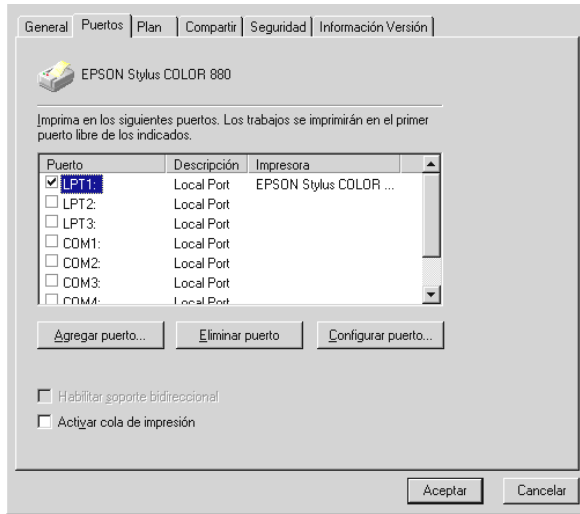 General Puertos Plan Compartir Seguridad Información Versión
EPSON Stylus COLOR 880
Imprima en los siguientes puertos. Los trabajos se imprimirán en el primer
puerto libre de los indicados.
Puerto Descripción Impresora
LPT1: Local Port EPSON Stylus COLOR ...
LPT2: Local Port
LPT3: Local Port
COM1: Local Port
COM2: Local Port
COM3: Local Port
COM4: Local Port
Agregar puerto... Eliminar puerto Configurar puerto...
Habilitar soporte bidireccional
Activar cola de impresión
Aceptar Cancelar